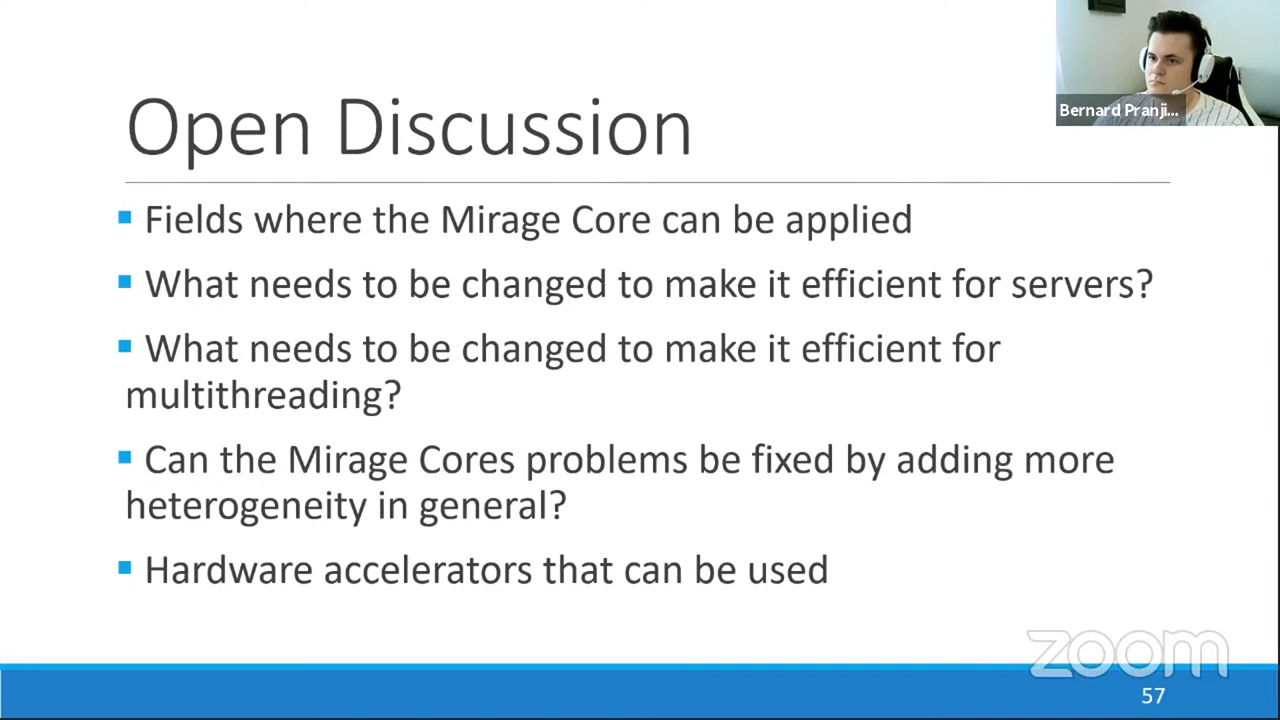 Bernard Pranji...
Open Discussion
Fields where the Mirage Core can be applied
What needs to be changed to make it efficient for servers?
What needs to be changed to make it efficient for
multithreading?
Can the Mirage Cores problems be fixed by adding more
heterogeneity in general?
Hardware accelerators that can be used
zoom
57